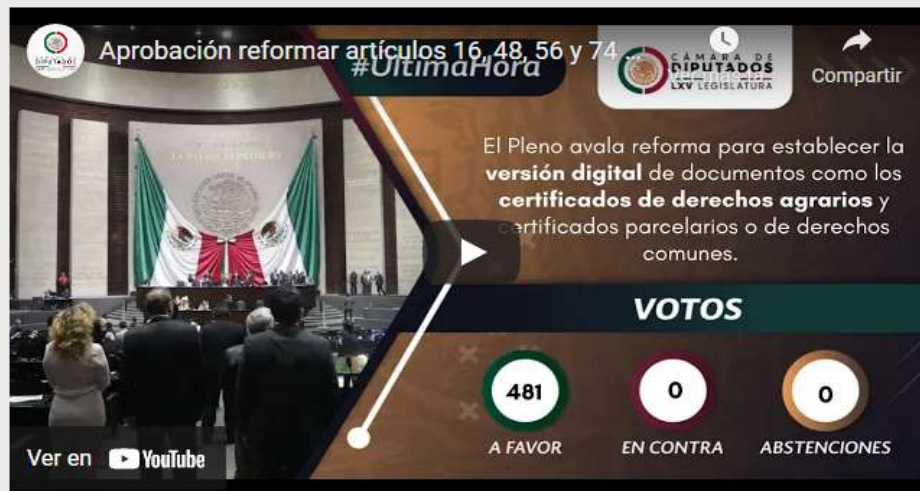 Aprobación reformar artículos 16, 48, 56 y 74 ...
#ÚltimaHora
CÁMARA DE
DIPUTADOS
LXV LEGISLATURA
Compartir
El Pleno avala reforma para establecer la
versión digital de documentos como los
certificados de derechos agrarios y
certificados parcelarios o de derechos
comunes.
VOTOS
481
0
0
A FAVOR
EN CONTRA
ABSTENCIONES
Ver en YouTube